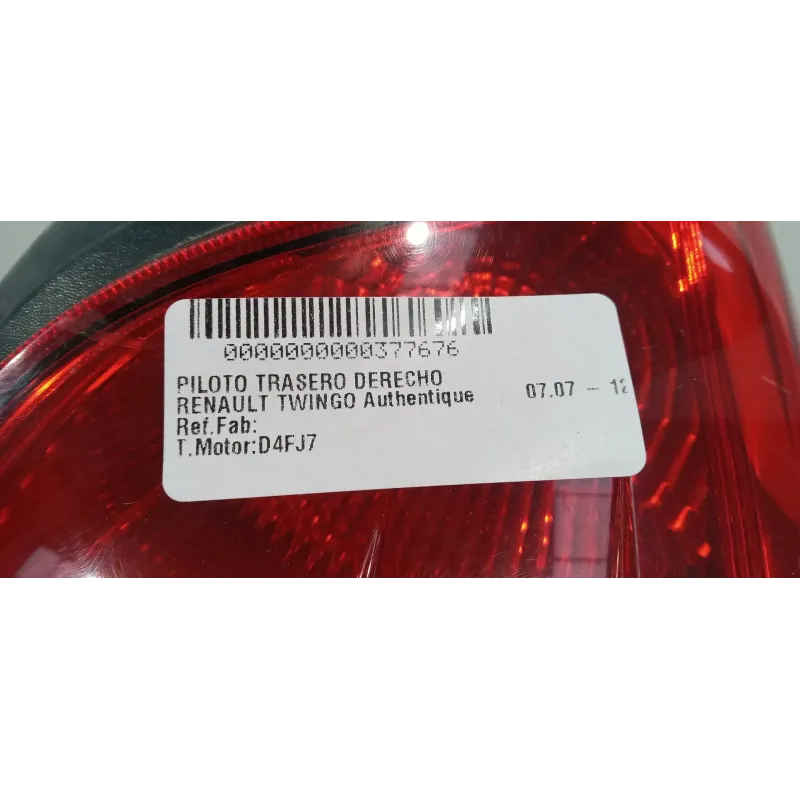 0000000000377676
PILOTO TRASERO DERECHO
RENAULT TWINGO Authentique 07.07 - 12
Ref.Fab:
T.Motor:D4FJ7